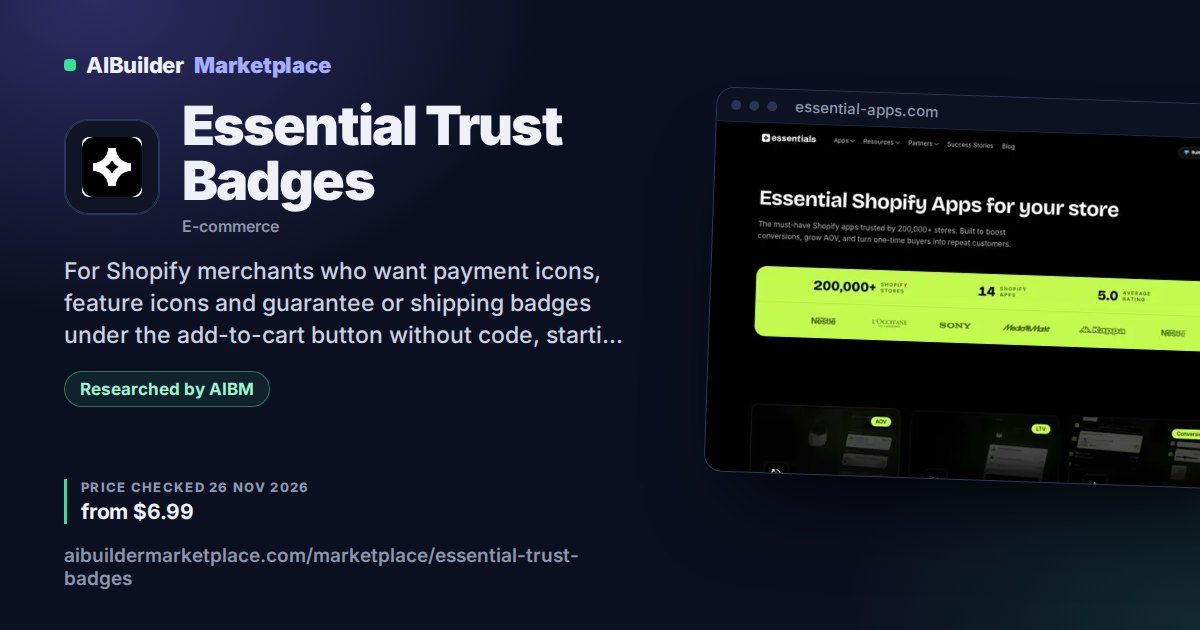 AIBuilder Marketplace
Essential Trust
Badges
E-commerce
For Shopify merchants who want payment icons,
feature icons and guarantee or shipping badges
under the add-to-cart button without code, starti...
Researched by AIBM
PRICE CHECKED 26 NOV 2026
from $6.99
aibuildermarketplace.com/marketplace/essential-trust-
badges
essential-apps.com
essentials Apps Resources Partners Success Stories Blog
Essential Shopify Apps for your store
The must-have Shopify apps trusted by 200,000+ stores. Built to boost
conversions, grow AOV, and turn one-time buyers into repeat customers.
200,000+ SHOPIFY STORES 14 SHOPIFY APPS 5.0 AVERAGE RATING
Nestlé L'OCCITANE SONY MediaMarkt Kappa Nestlé
AOV LTV